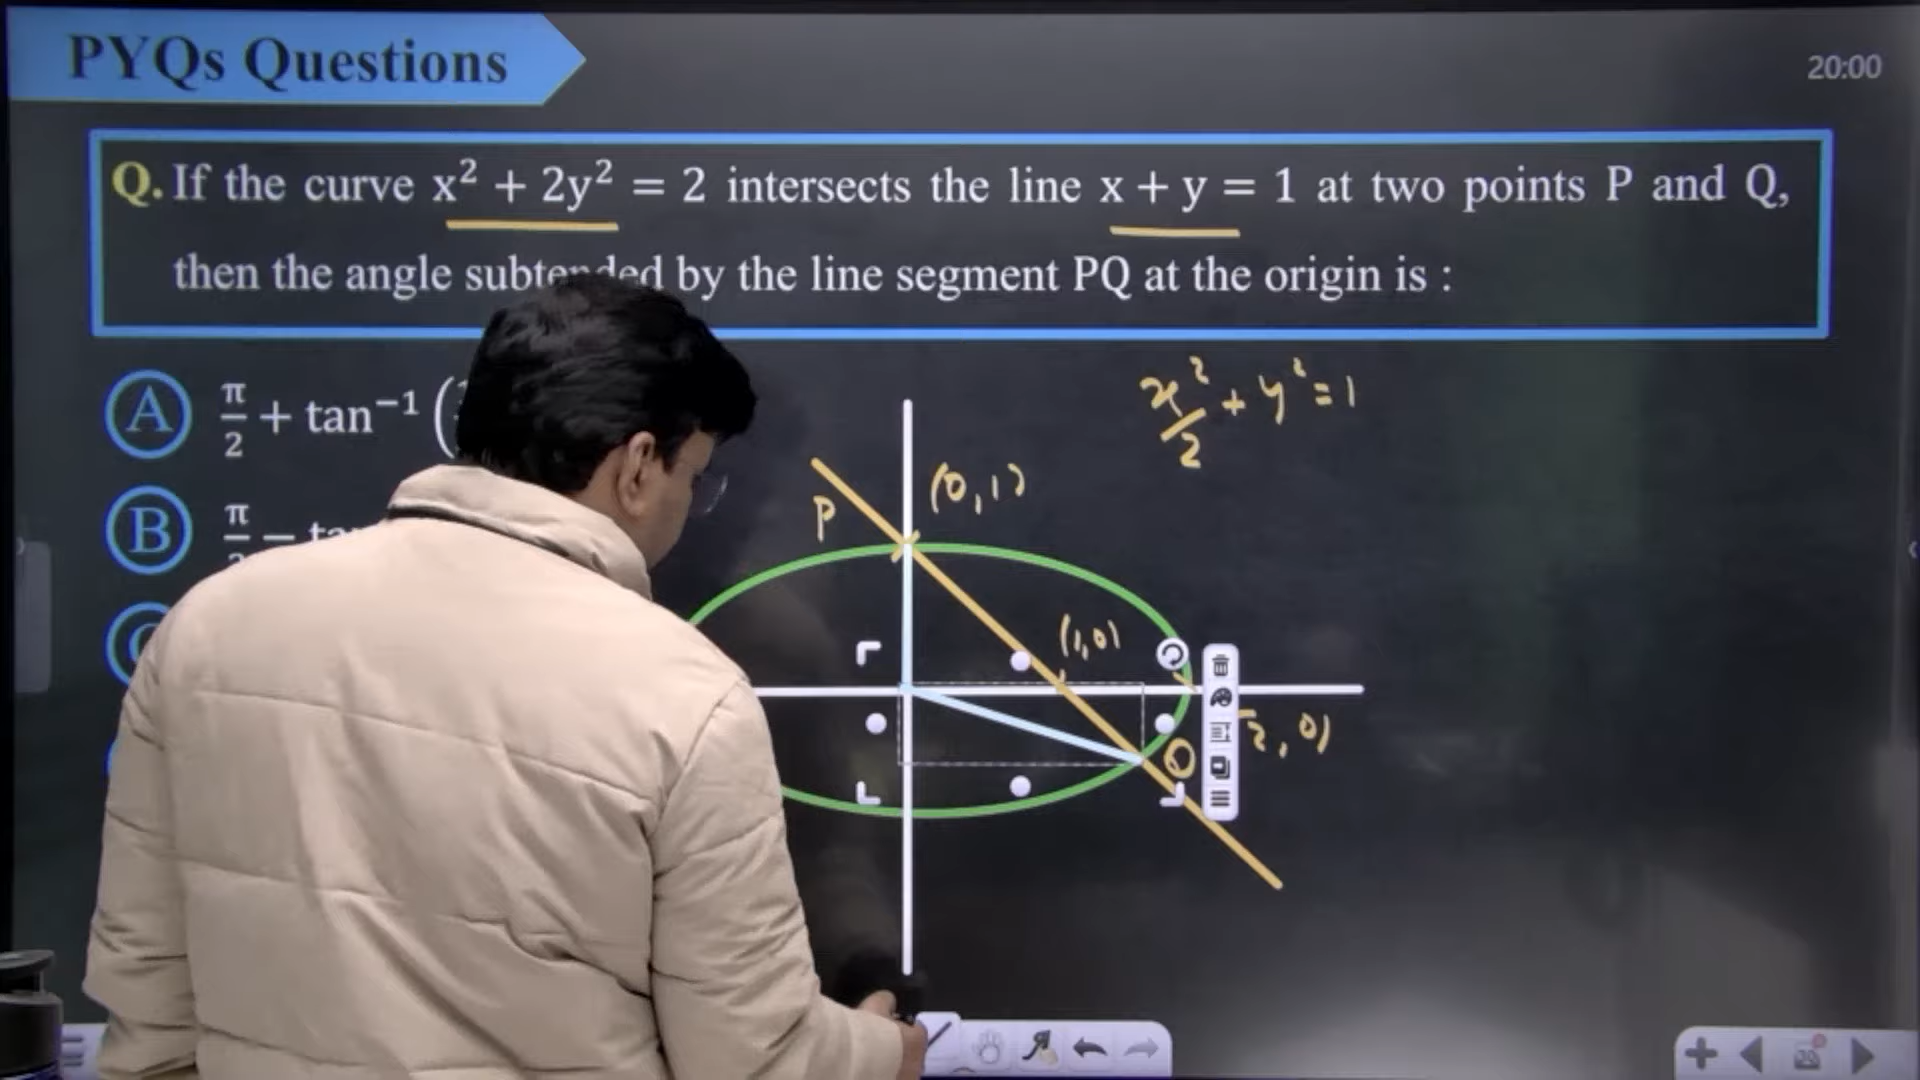 PYQs Questions
20:00
Q. If the curve x² + 2y² = 2 intersects the line x + y = 1 at two points P and Q,
then the angle subtended by the line segment PQ at the origin is :
A π/2 + tan⁻¹ (
x²/2 + y² = 1
P
(0,1)
B π/2 –
(1,0)
Q
2, 0)